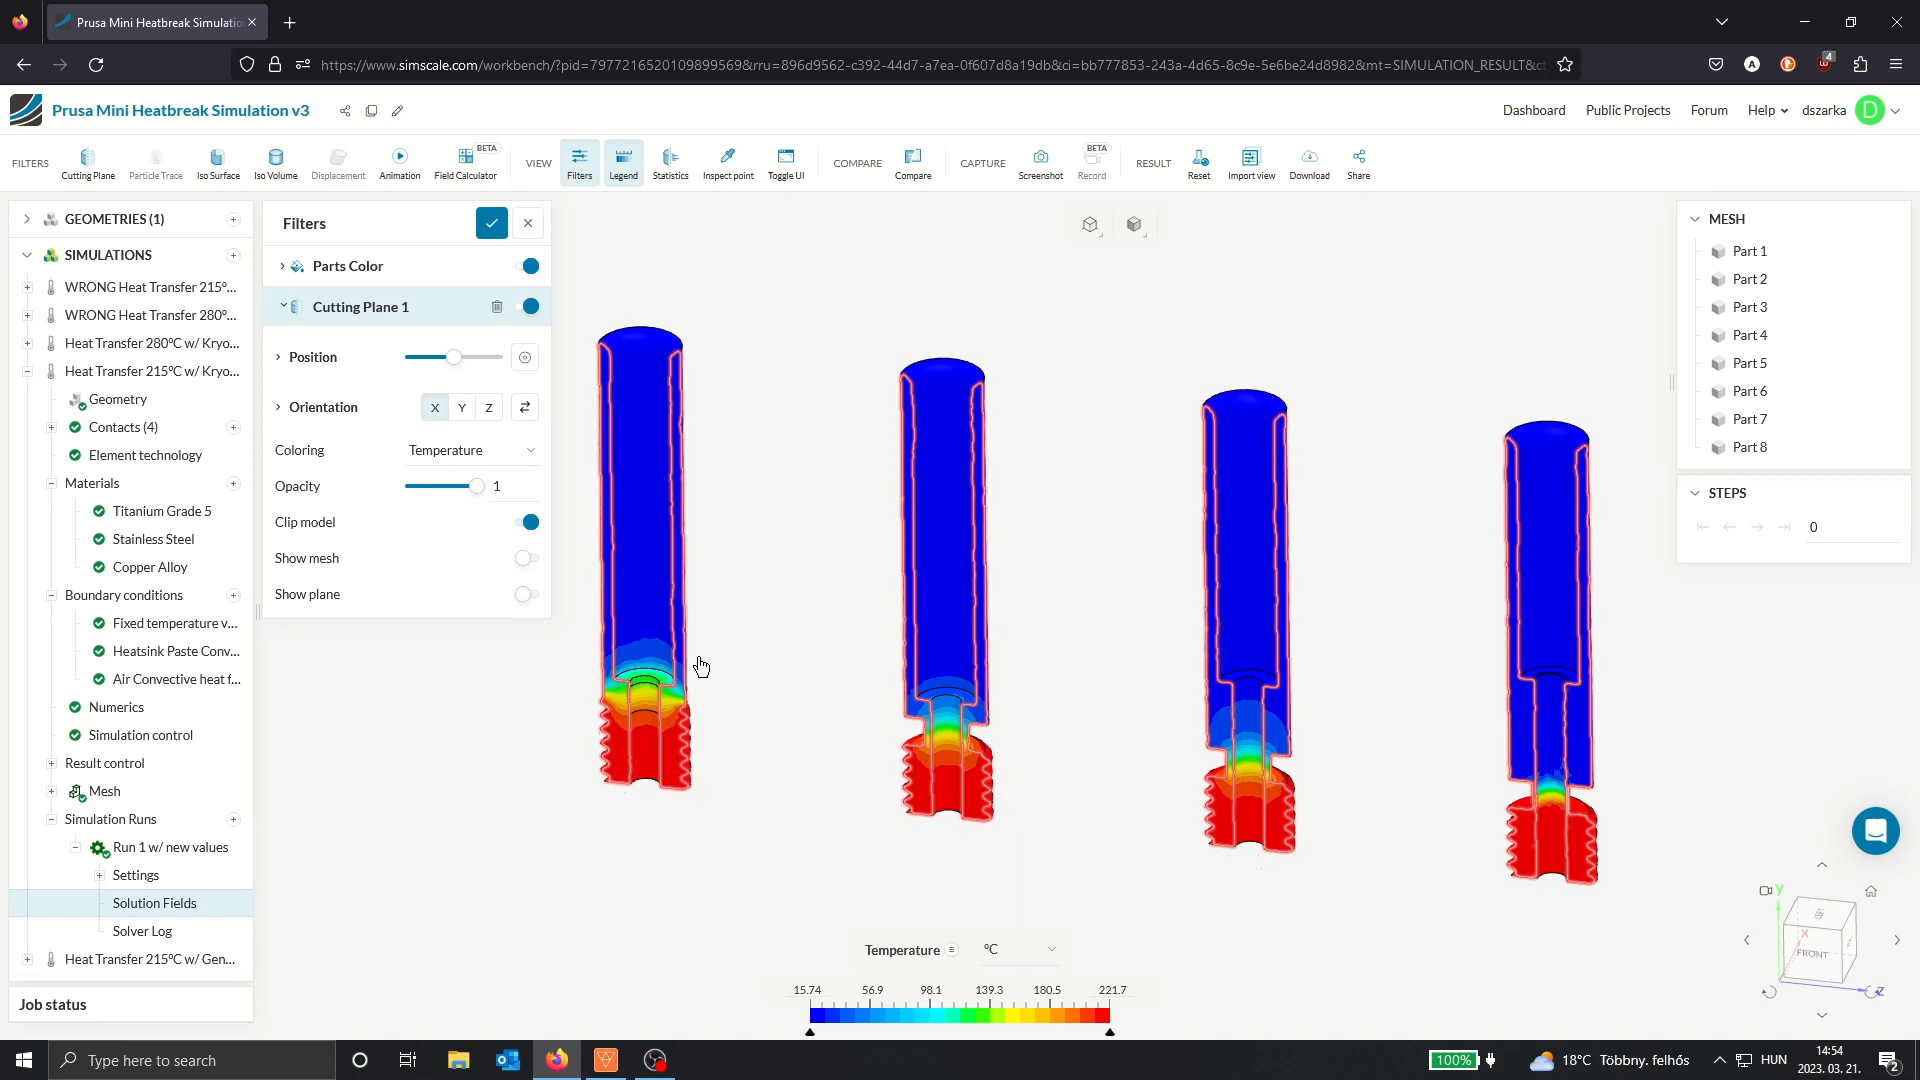 Prusa Mini Heatbreak Simulatio
https://www.simscale.com/workbench/?pid=7977216520109899569&rru=896d9562-c392-44d7-a7ea-0f607d8a19db&ci=bb777853-243a-4d65-8c9e-5e6be24d8982&mt=SIMULATION_RESULT&ct
4
Prusa Mini Heatbreak Simulation v3
Dashboard
Public Projects
Forum
Help
dszarka
D
FILTERS
Cutting Plane
Particle Trace
Iso Surface
Iso Volume
Displacement
Animation
BETA
Field Calculator
VIEW
Filters
Legend
Statistics
Inspect point
Toggle UI
COMPARE
Compare
CAPTURE
Screenshot
BETA
Record
RESULT
Reset
Import view
Download
Share
GEOMETRIES (1)
SIMULATIONS
WRONG Heat Transfer 215º...
WRONG Heat Transfer 280º...
Heat Transfer 280ºC w/ Kryo...
Heat Transfer 215ºC w/ Kryo...
Geometry
Contacts (4)
Element technology
Materials
Titanium Grade 5
Stainless Steel
Copper Alloy
Boundary conditions
Fixed temperature v...
Heatsink Paste Conv...
Air Convective heat f...
Numerics
Simulation control
Result control
Mesh
Simulation Runs
Run 1 w/ new values
Settings
Solution Fields
Solver Log
Heat Transfer 215ºC w/ Gen...
Job status
Filters
Parts Color
Cutting Plane 1
Position
Orientation
X Y Z
Coloring
Temperature
Opacity
1
Clip model
Show mesh
Show plane
MESH
Part 1
Part 2
Part 3
Part 4
Part 5
Part 6
Part 7
Part 8
STEPS
0
Temperature
ºC
15.74 56.9 98.1 139.3 180.5 221.7
Y
X
FRONT
Z
Type here to search
100%
18°C Többny. felhős
HUN
14:54
2023. 03. 21.
2